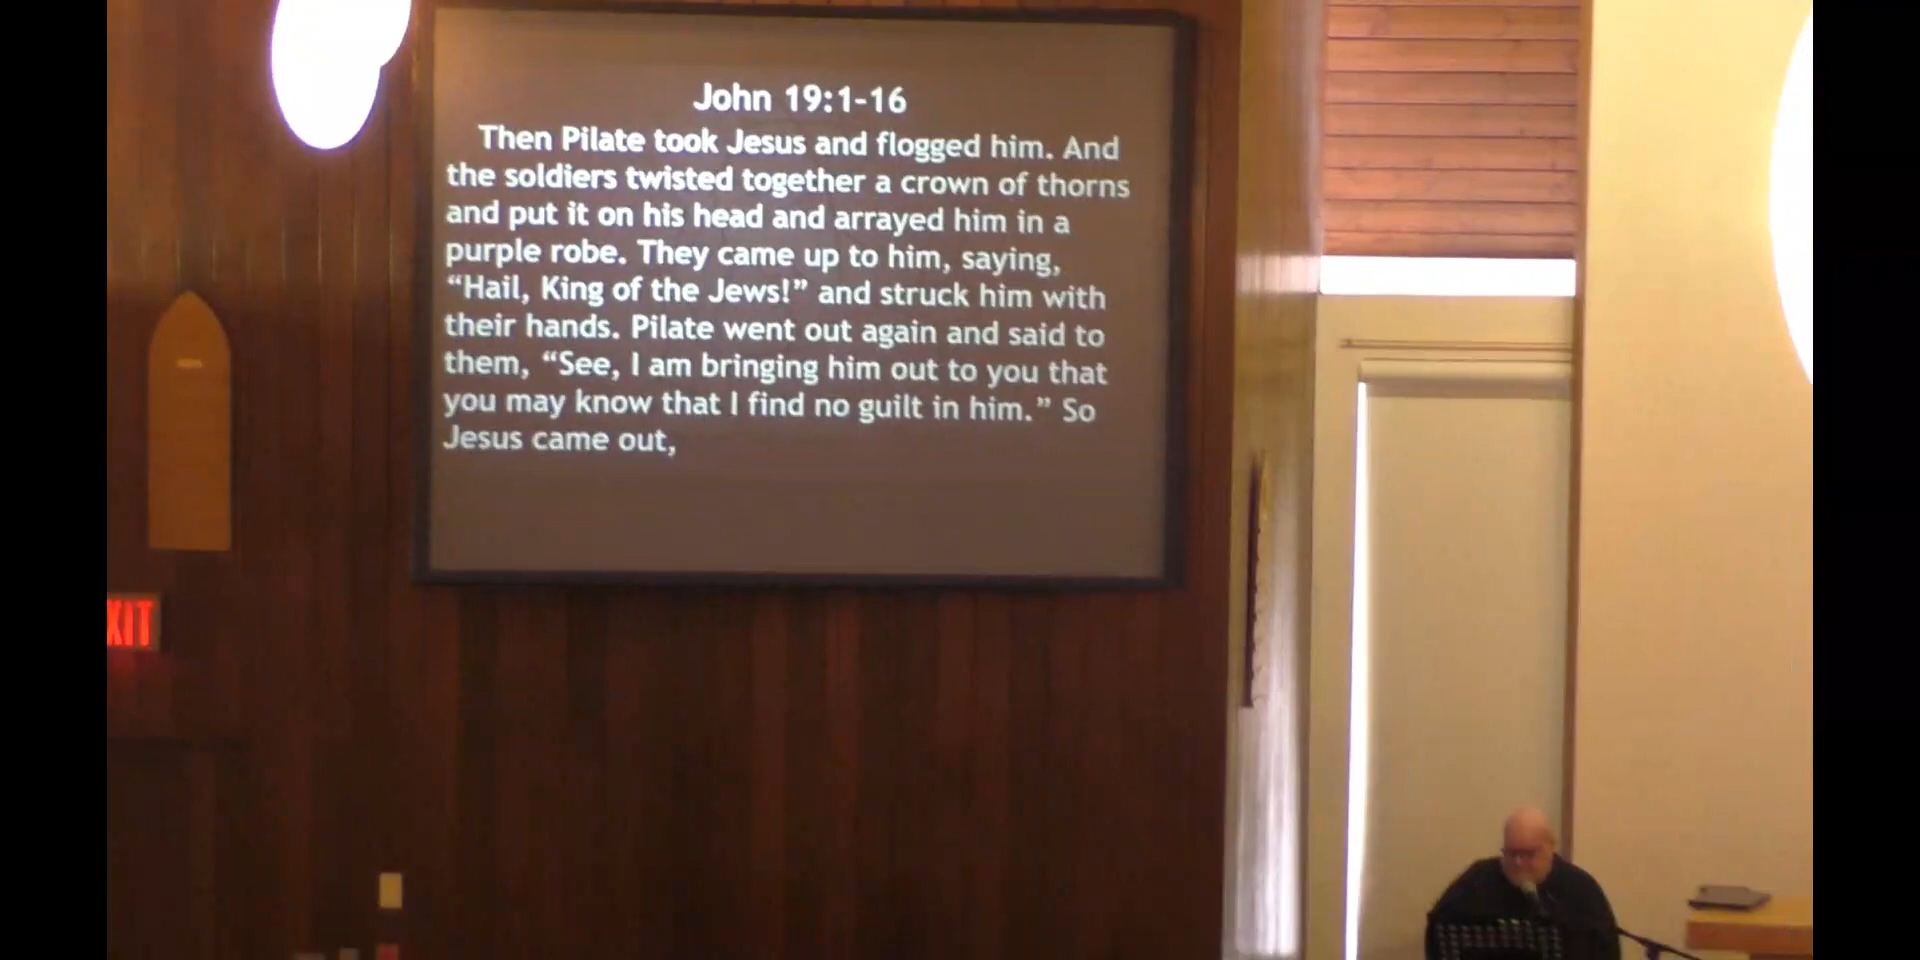 John 19:1-16
Then Pilate took Jesus and flogged him. And
the soldiers twisted together a crown of thorns
and put it on his head and arrayed him in a
purple robe. They came up to him, saying,
“Hail, King of the Jews!” and struck him with
their hands. Pilate went out again and said to
them, “See, I am bringing him out to you that
you may know that I find no guilt in him.” So
Jesus came out,
XIT